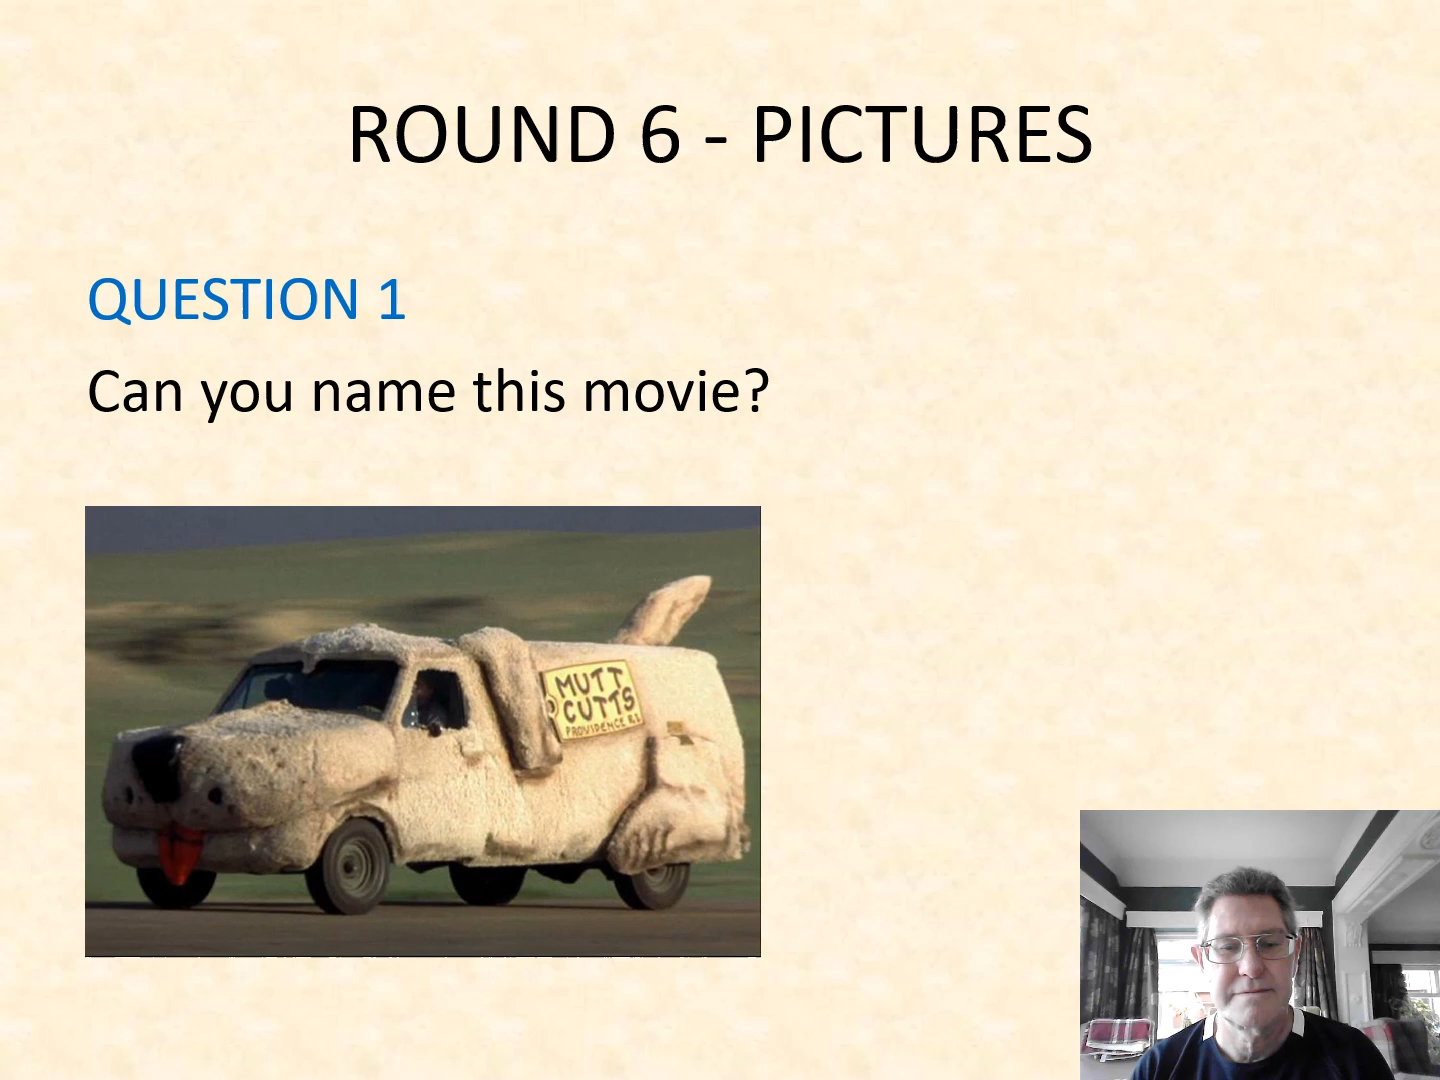 ROUND 6 - PICTURES
QUESTION 1
Can you name this movie?
MUTT
CUTTS
PROVIDENCE R.I.